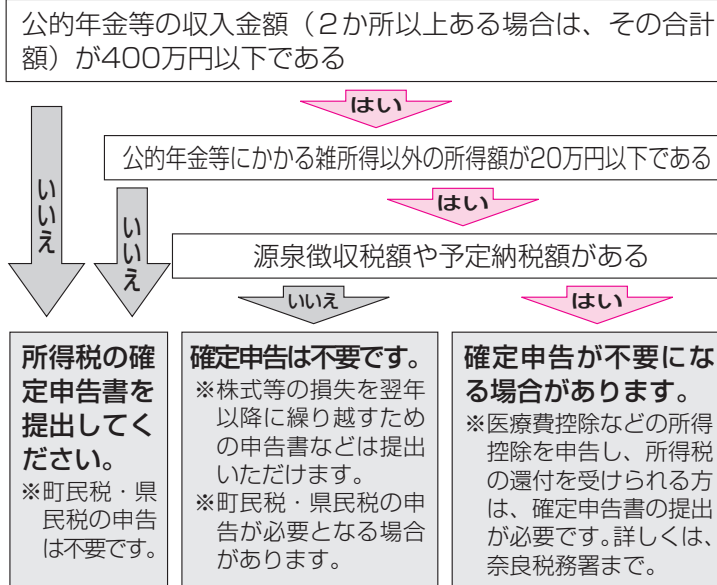 公的年金等の収入金額（２か所以上ある場合は、その合計
額）が400万円以下である
はい
公的年金等にかかる雑所得以外の所得額が20万円以下である
いいえ
いいえ
はい
源泉徴収税額や予定納税額がある
いいえ
はい
所得税の確
定申告書を
提出してく
ださい。
※町民税・県
民税の申告
は不要です。
確定申告は不要です。
※株式等の損失を翌年
以降に繰り越すため
の申告書などは提出
いただけます。
※町民税・県民税の申
告が必要となる場合
があります。
確定申告が不要にな
る場合があります。
※医療費控除などの所得
控除を申告し、所得税
の還付を受けられる方
は、確定申告書の提出
が必要です。詳しくは、
奈良税務署まで。